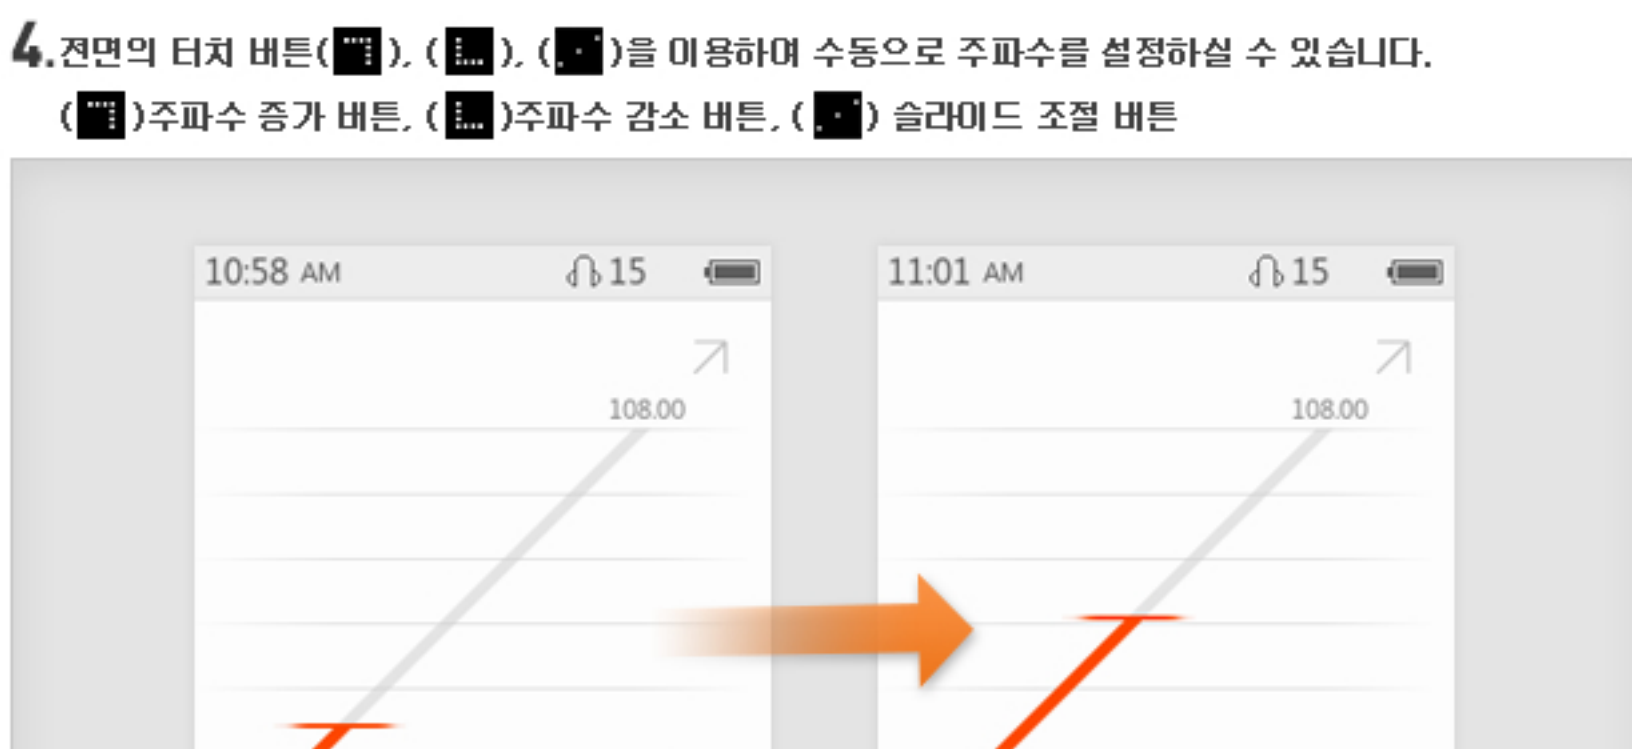 4.전면의 터치 버튼( ), ( ), ( )을 이용하여 수동으로 주파수를 설정하실 수 있습니다.
( )주파수 증가 버튼, ( )주파수 감소 버튼, ( ) 슬라이드 조절 버튼
10:58 AM 15
11:01 AM 15
108.00
108.00